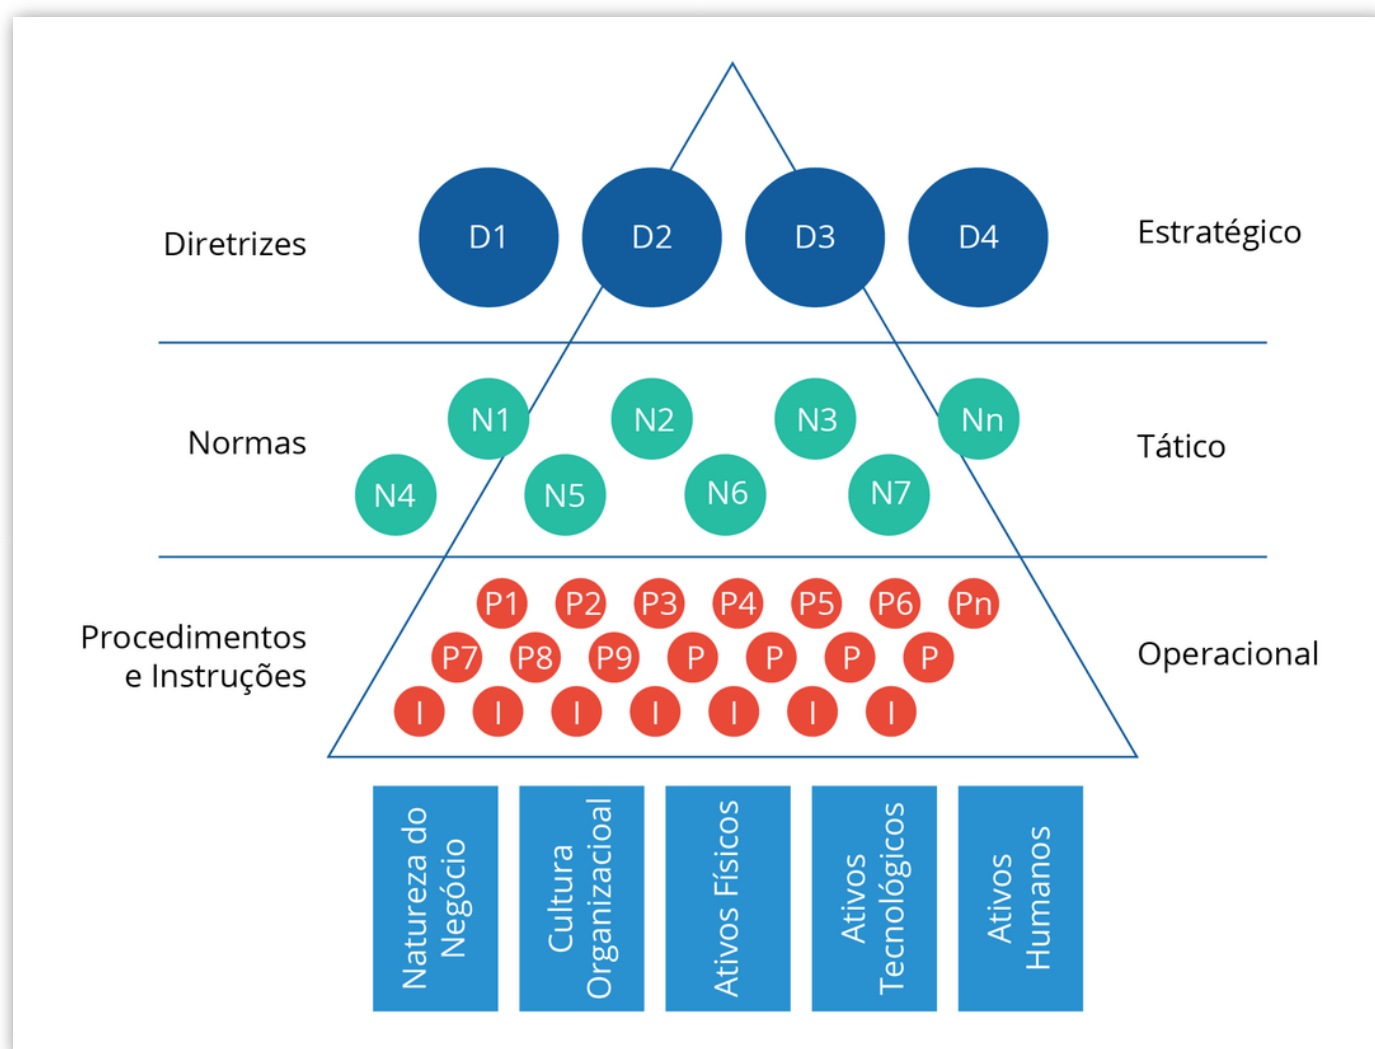 Diretrizes
D1
D2
D3
D4
Estratégico
Normas
N1
N2
N3
Nn
N4
N5
N6
N7
Tático
Procedimentos
e Instruções
P1
P2
P3
P4
P5
P6
Pn
P7
P8
P9
P
P
P
P
I
I
I
I
I
I
I
Operacional
Natureza do
Negócio
Cultura
Organizacioal
Ativos Físicos
Ativos
Tecnológicos
Ativos
Humanos